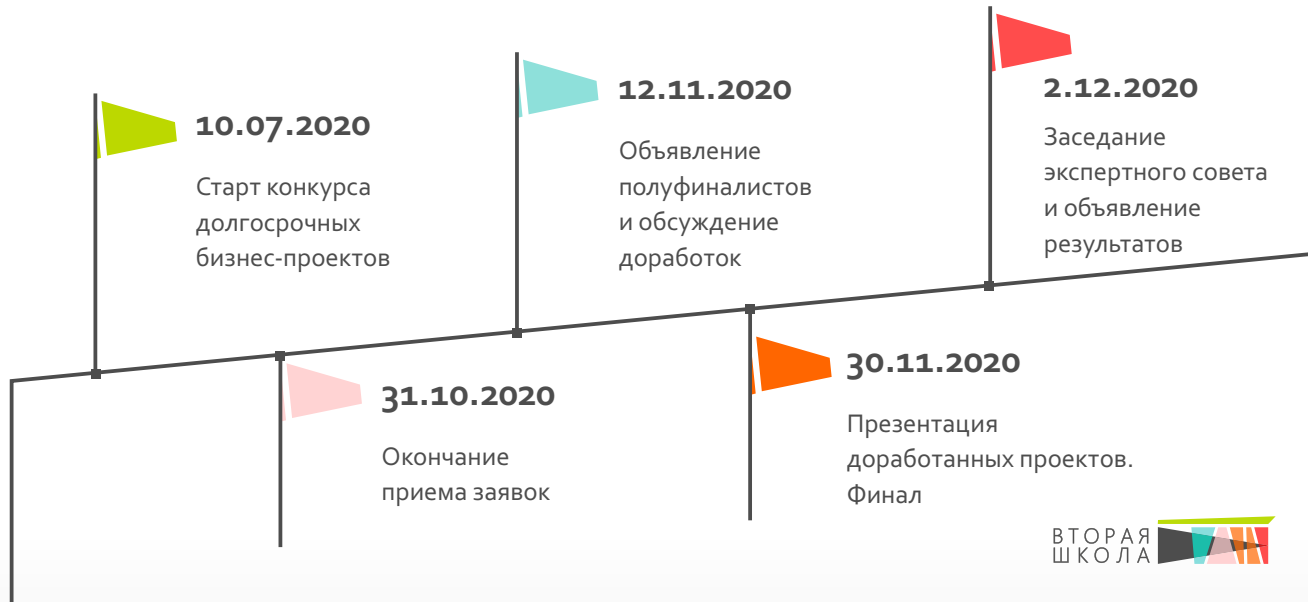 10.07.2020
Старт конкурса
долгосрочных
бизнес-проектов
31.10.2020
Окончание
приема заявок
12.11.2020
Объявление
полуфиналистов
и обсуждение
доработок
30.11.2020
Презентация
доработанных проектов.
Финал
2.12.2020
Заседание
экспертного совета
и объявление
результатов
ВТОРАЯ
ШКОЛА